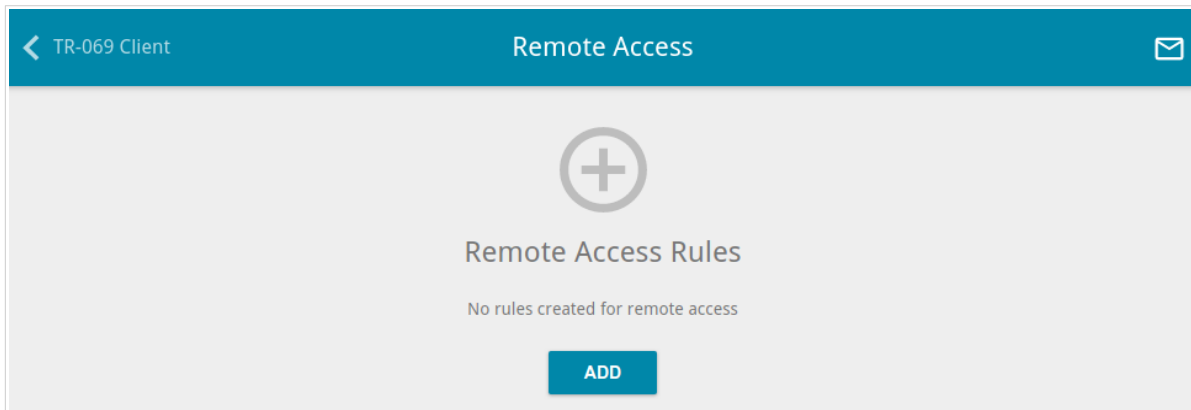 TR-069 Client
Remote Access
Remote Access Rules
No rules created for remote access
ADD